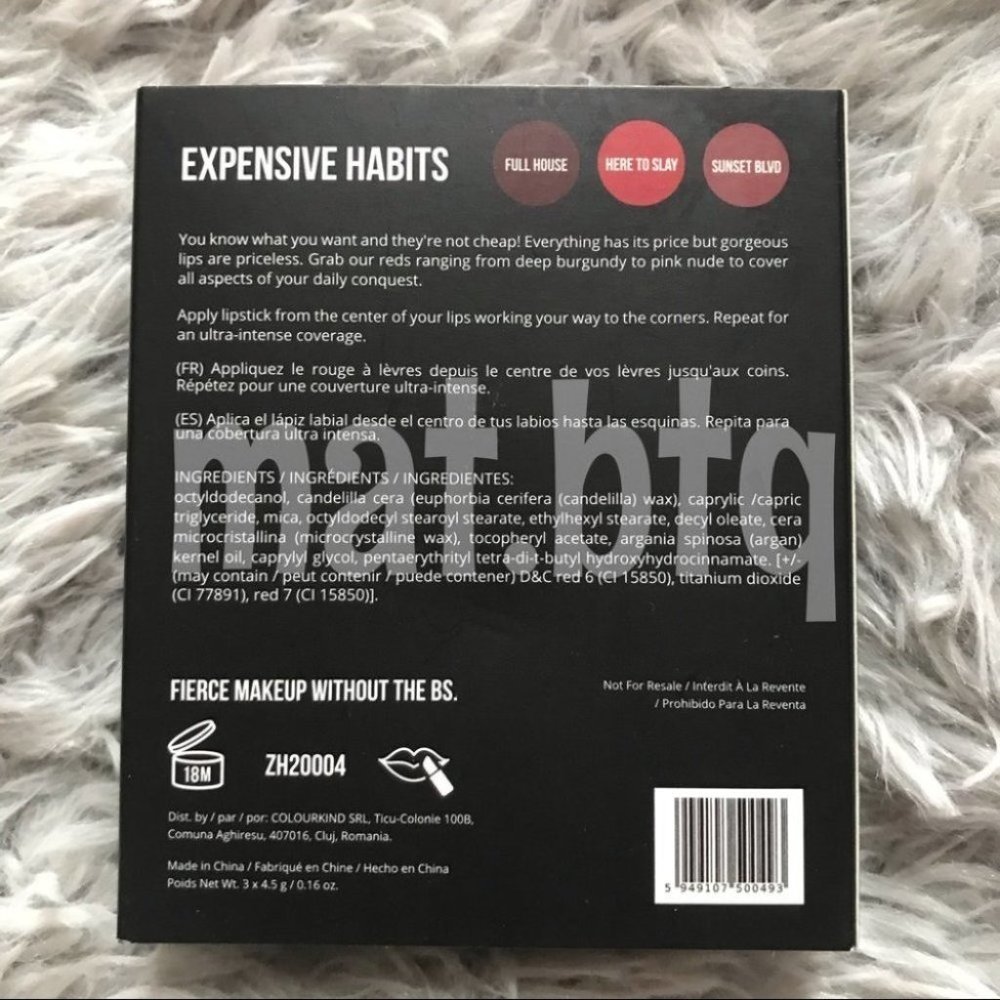 EXPENSIVE HABITS
FULL HOUSE
HERE TO SLAY
SUNSET BLVD
You know what you want and they're not cheap! Everything has its price but gorgeous
lips are priceless. Grab our reds ranging from deep burgundy to pink nude to cover
all aspects of your daily conquest.
Apply lipstick from the center of your lips working your way to the corners. Repeat for
an ultra-intense coverage.
(FR) Appliquez le rouge à lèvres depuis le centre de vos lèvres jusqu'aux coins.
Répétez pour une couverture ultra-intense.
(ES) Aplica el lápiz labial desde el centro de tus labios hasta las esquinas. Repita para
una cobertura ultra intensa.
mat.btq
INGREDIENTS / INGRÉDIENTS / INGREDIENTES:
octyldodecanol, candelilla cera (euphorbia cerifera (candelilla) wax), caprylic /capric
triglyceride, mica, octyldodecyl stearoyl stearate, ethylhexyl stearate, decyl oleate, cera
microcristallina (microcrystalline wax), tocopheryl acetate, argania spinosa (argan)
kernel oil, caprylyl glycol, pentaerythrityl tetra-di-t-butyl hydroxyhydrocinnamate. [+/-
(may contain / peut contenir / puede contener) D&C red 6 (CI 15850), titanium dioxide
(CI 77891), red 7 (CI 15850)].
FIERCE MAKEUP WITHOUT THE BS.
Not For Resale / Interdit À La Revente
/ Prohibido Para La Reventa
18M
ZH20004
Dist. by / par / por: COLOURKIND SRL, Ticu-Colonie 100B,
Comuna Aghiresu, 407016, Cluj, Romania.
Made in China / Fabriqué en Chine / Hecho en China
Poids Net Wt. 3 x 4.5 g / 0.16 oz.
5 949107 500493